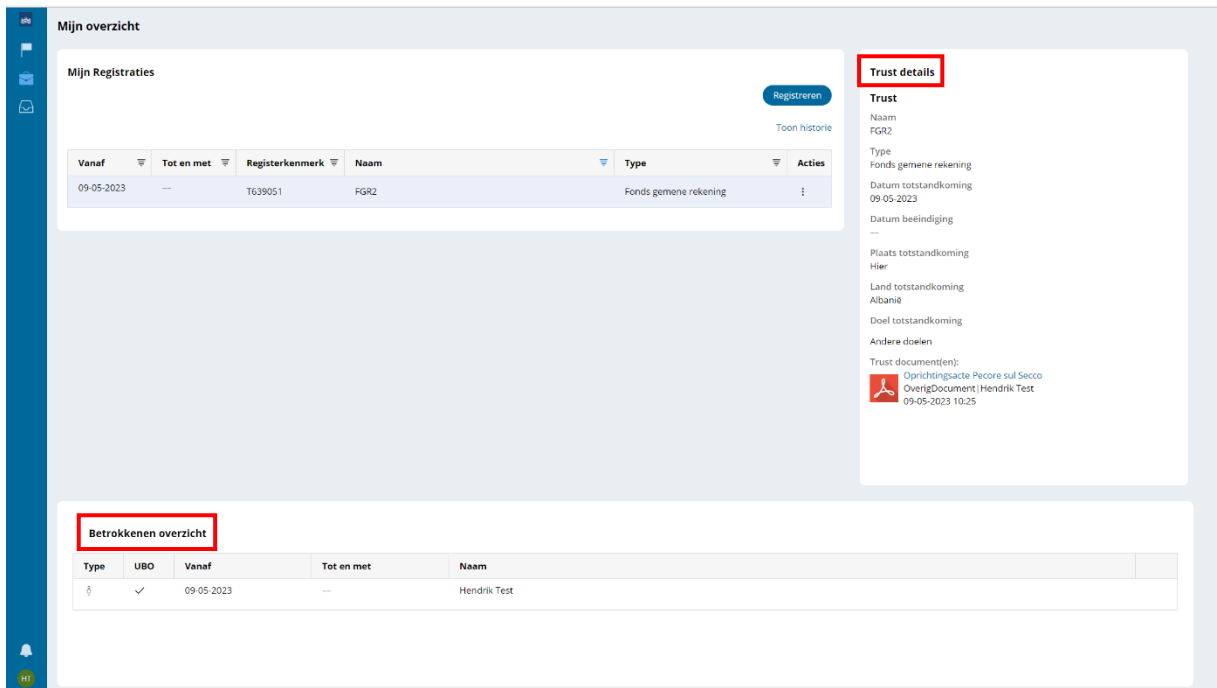 Mijn overzicht
Mijn Registraties
Registreren
Toon historie
Vanaf Tot en met Registerkenmerk Naam Type Acties
09-05-2023 --- T639051 FGR2 Fonds gemene rekening
Trust details
Trust
Naam
FGR2
Type
Fonds gemene rekening
Datum totstandkoming
09-05-2023
Datum beëindiging
---
Plaats totstandkoming
Hier
Land totstandkoming
Albanië
Doel totstandkoming
Andere doelen
Trust document(en):
Oprichtingsacte Pecore sul Secco
OverigDocument|Hendrik Test
09-05-2023 10:25
Betrokkenen overzicht
Type UBO Vanaf Tot en met Naam
09-05-2023 --- Hendrik Test
HT